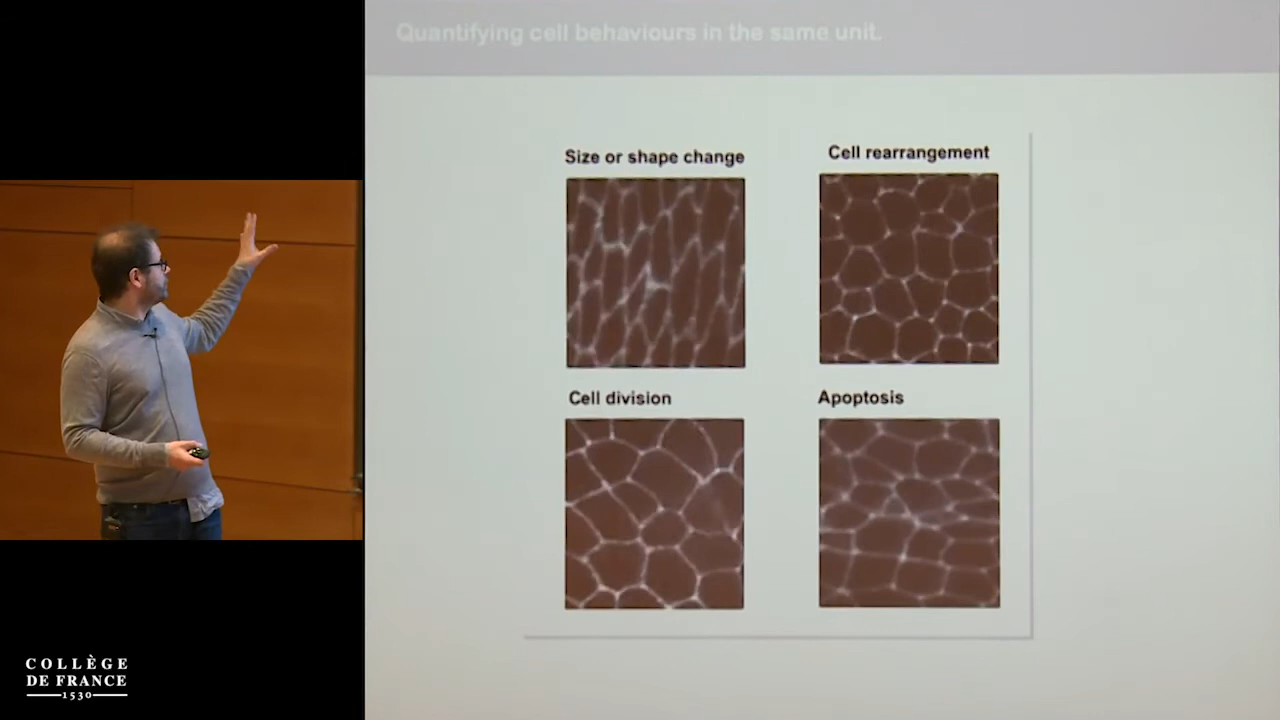 Quantifying cell behaviours in the same unit.
Size or shape change
Cell rearrangement
Cell division
Apoptosis
COLLÈGE
DE FRANCE
1530